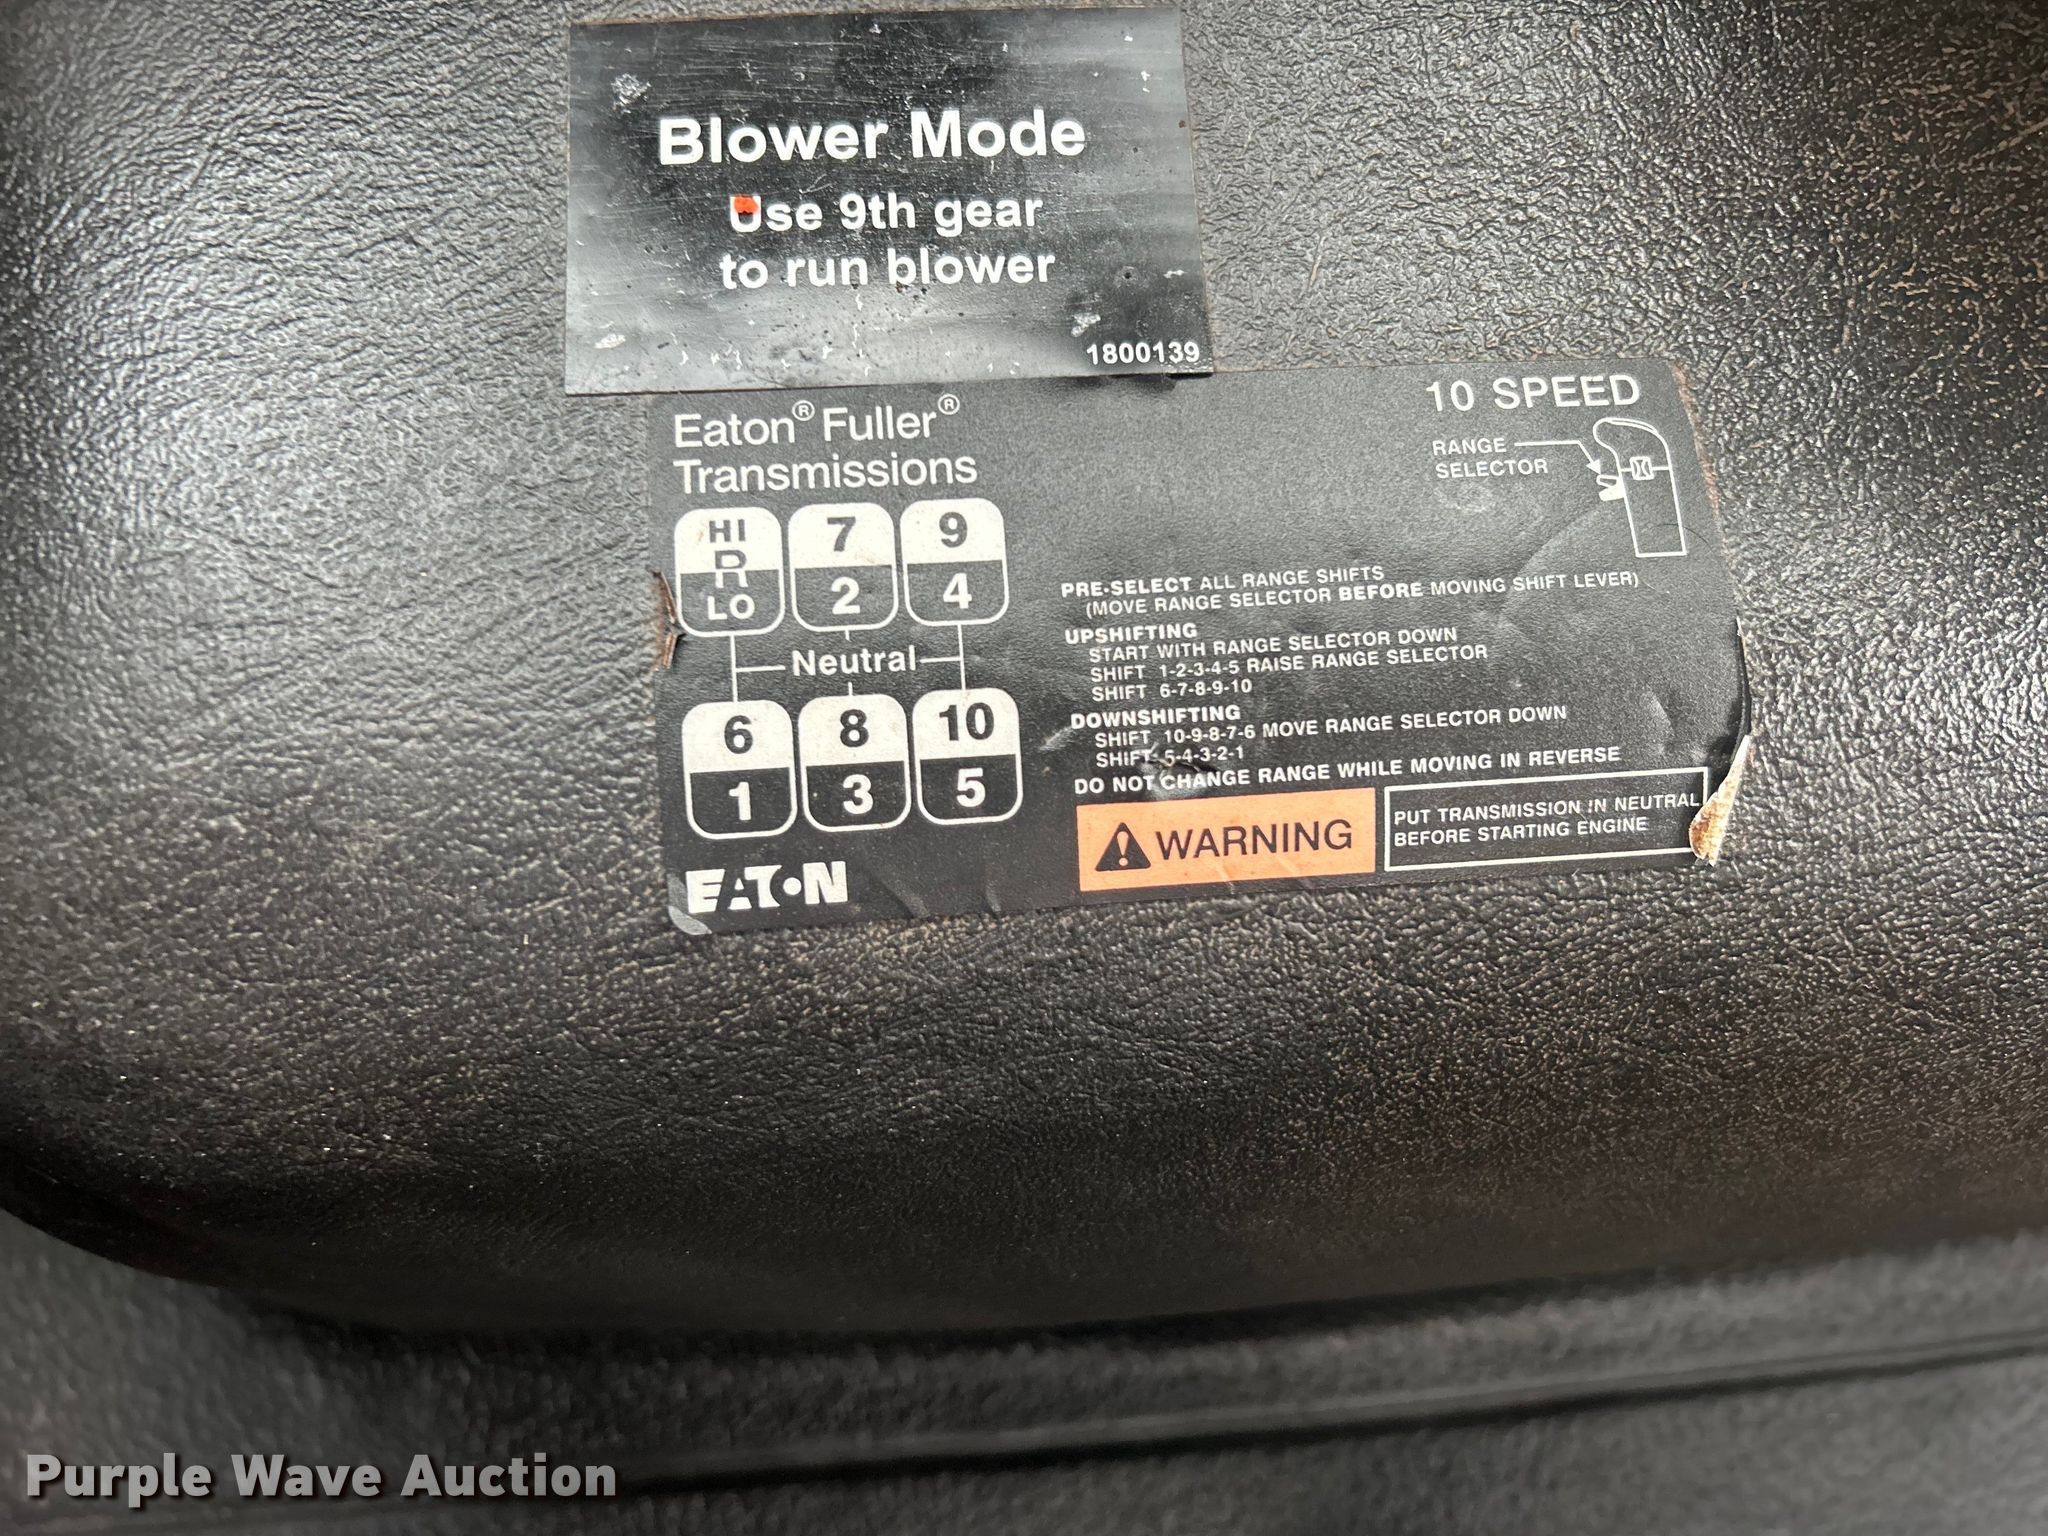 Blower Mode
Use 9th gear
to run blower
1800139
Eaton® Fuller®
Transmissions
10 SPEED
RANGE
SELECTOR
HI 7 9
R
LO 2 4
Neutral
6 8 10
1 3 5
EATON
PRE-SELECT ALL RANGE SHIFTS
(MOVE RANGE SELECTOR BEFORE MOVING SHIFT LEVER)
UPSHIFTING
START WITH RANGE SELECTOR DOWN
SHIFT 1-2-3-4-5 RAISE RANGE SELECTOR
SHIFT 6-7-8-9-10
DOWNSHIFTING
SHIFT 10-9-8-7-6 MOVE RANGE SELECTOR DOWN
SHIFT 5-4-3-2-1
DO NOT CHANGE RANGE WHILE MOVING IN REVERSE
WARNING
PUT TRANSMISSION IN NEUTRAL
BEFORE STARTING ENGINE
Purple Wave Auction